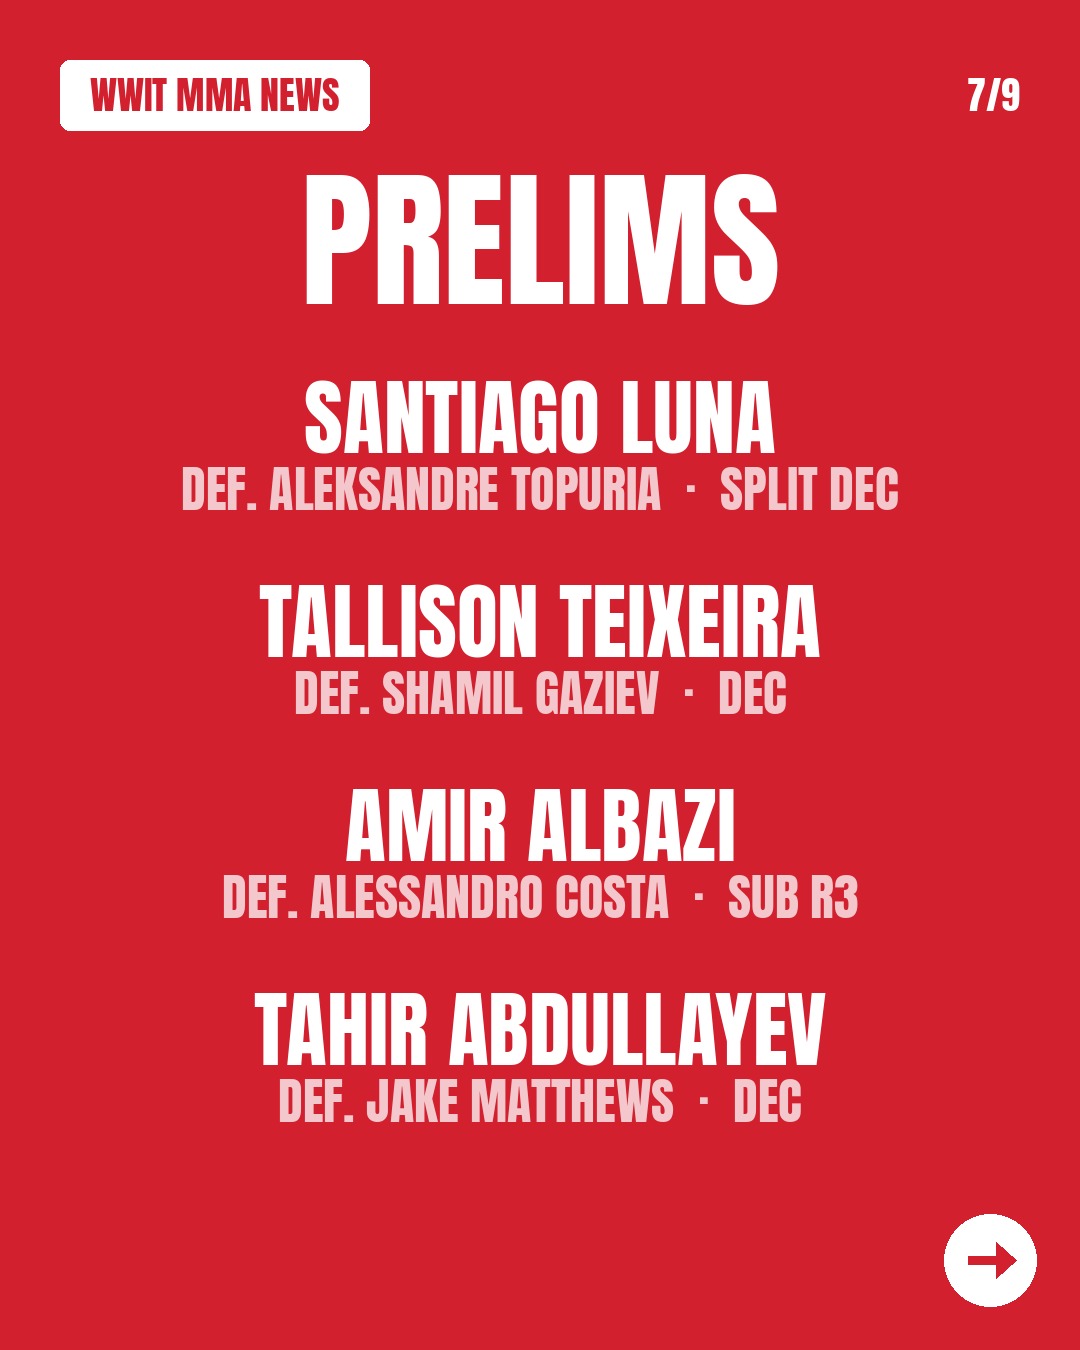 WWIT MMA NEWS
7/9
PRELIMS
SANTIAGO LUNA
DEF. ALEKSANDRE TOPURIA · SPLIT DEC
TALLISON TEIXEIRA
DEF. SHAMIL GAZIEV · DEC
AMIR ALBAZI
DEF. ALESSANDRO COSTA · SUB R3
TAHIR ABDULLAYEV
DEF. JAKE MATTHEWS · DEC